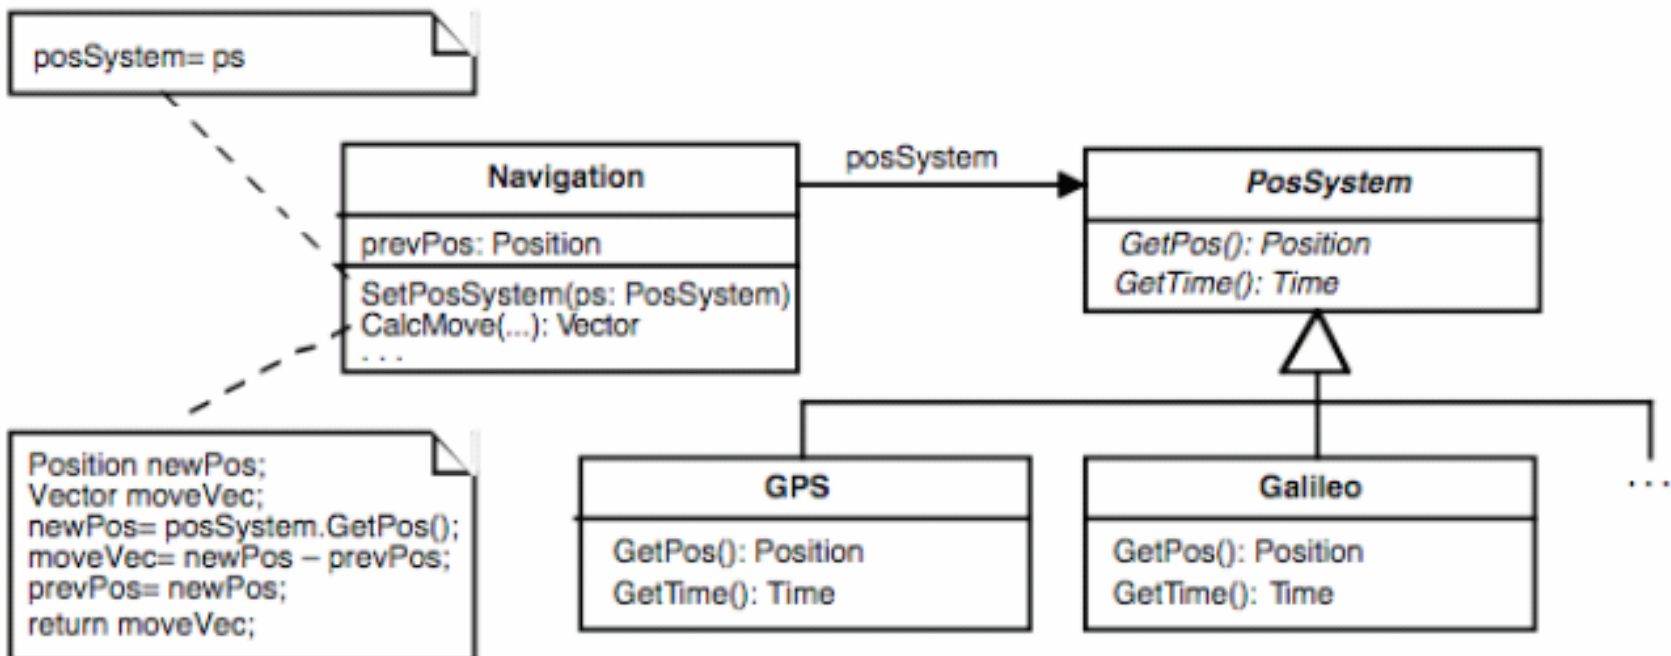 posSystem= ps
Navigation
prevPos: Position
SetPosSystem(ps: PosSystem)
CalcMove(...): Vector
. . .
posSystem
PosSystem
GetPos(): Position
GetTime(): Time
Position newPos;
Vector moveVec;
newPos= posSystem.GetPos();
moveVec= newPos – prevPos;
prevPos= newPos;
return moveVec;
GPS
GetPos(): Position
GetTime(): Time
Galileo
GetPos(): Position
GetTime(): Time
. . .